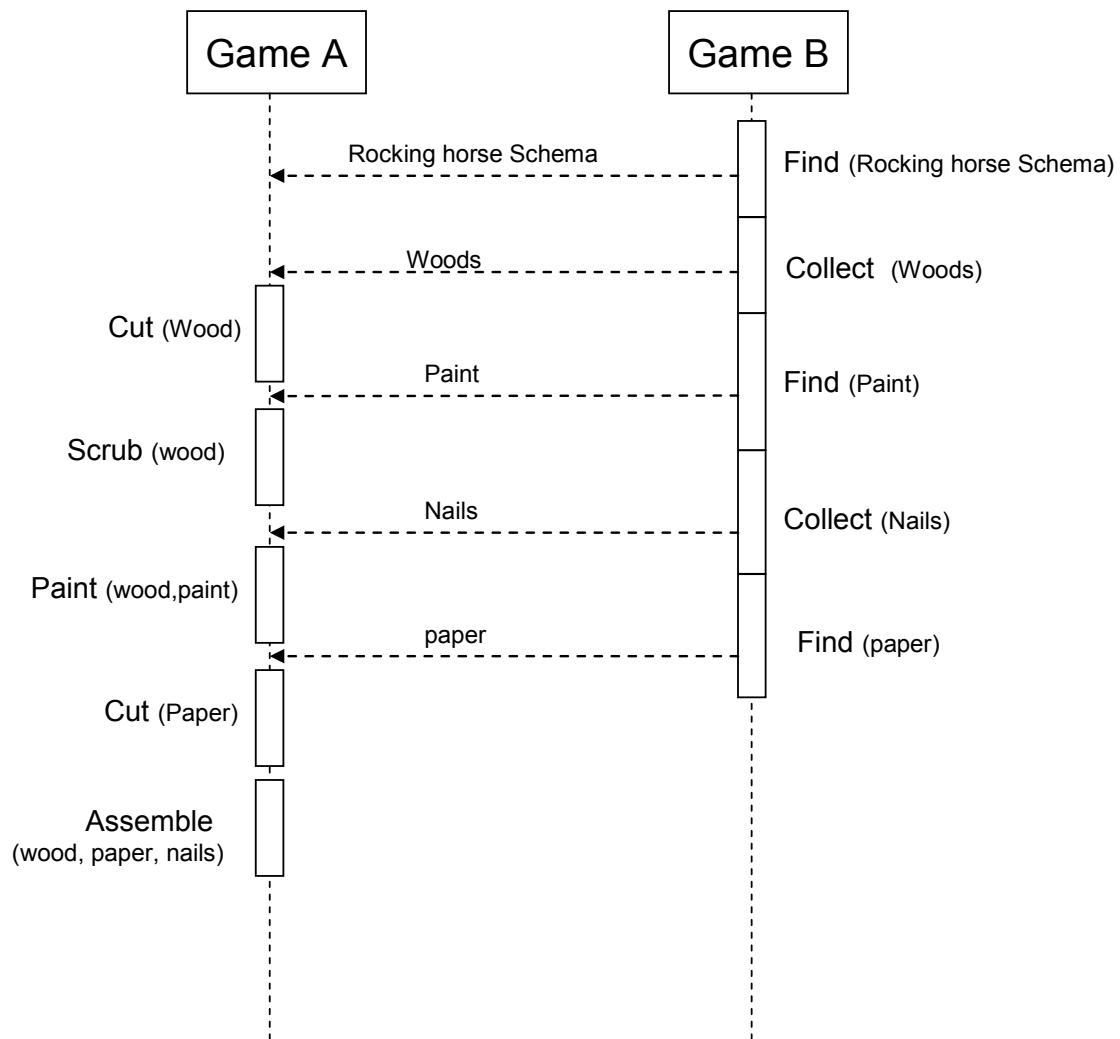 Game A
Game B
Rocking horse Schema
Find (Rocking horse Schema)
Woods
Collect (Woods)
Cut (Wood)
Paint
Find (Paint)
Scrub (wood)
Nails
Collect (Nails)
Paint (wood,paint)
paper
Find (paper)
Cut (Paper)
Assemble
(wood, paper, nails)